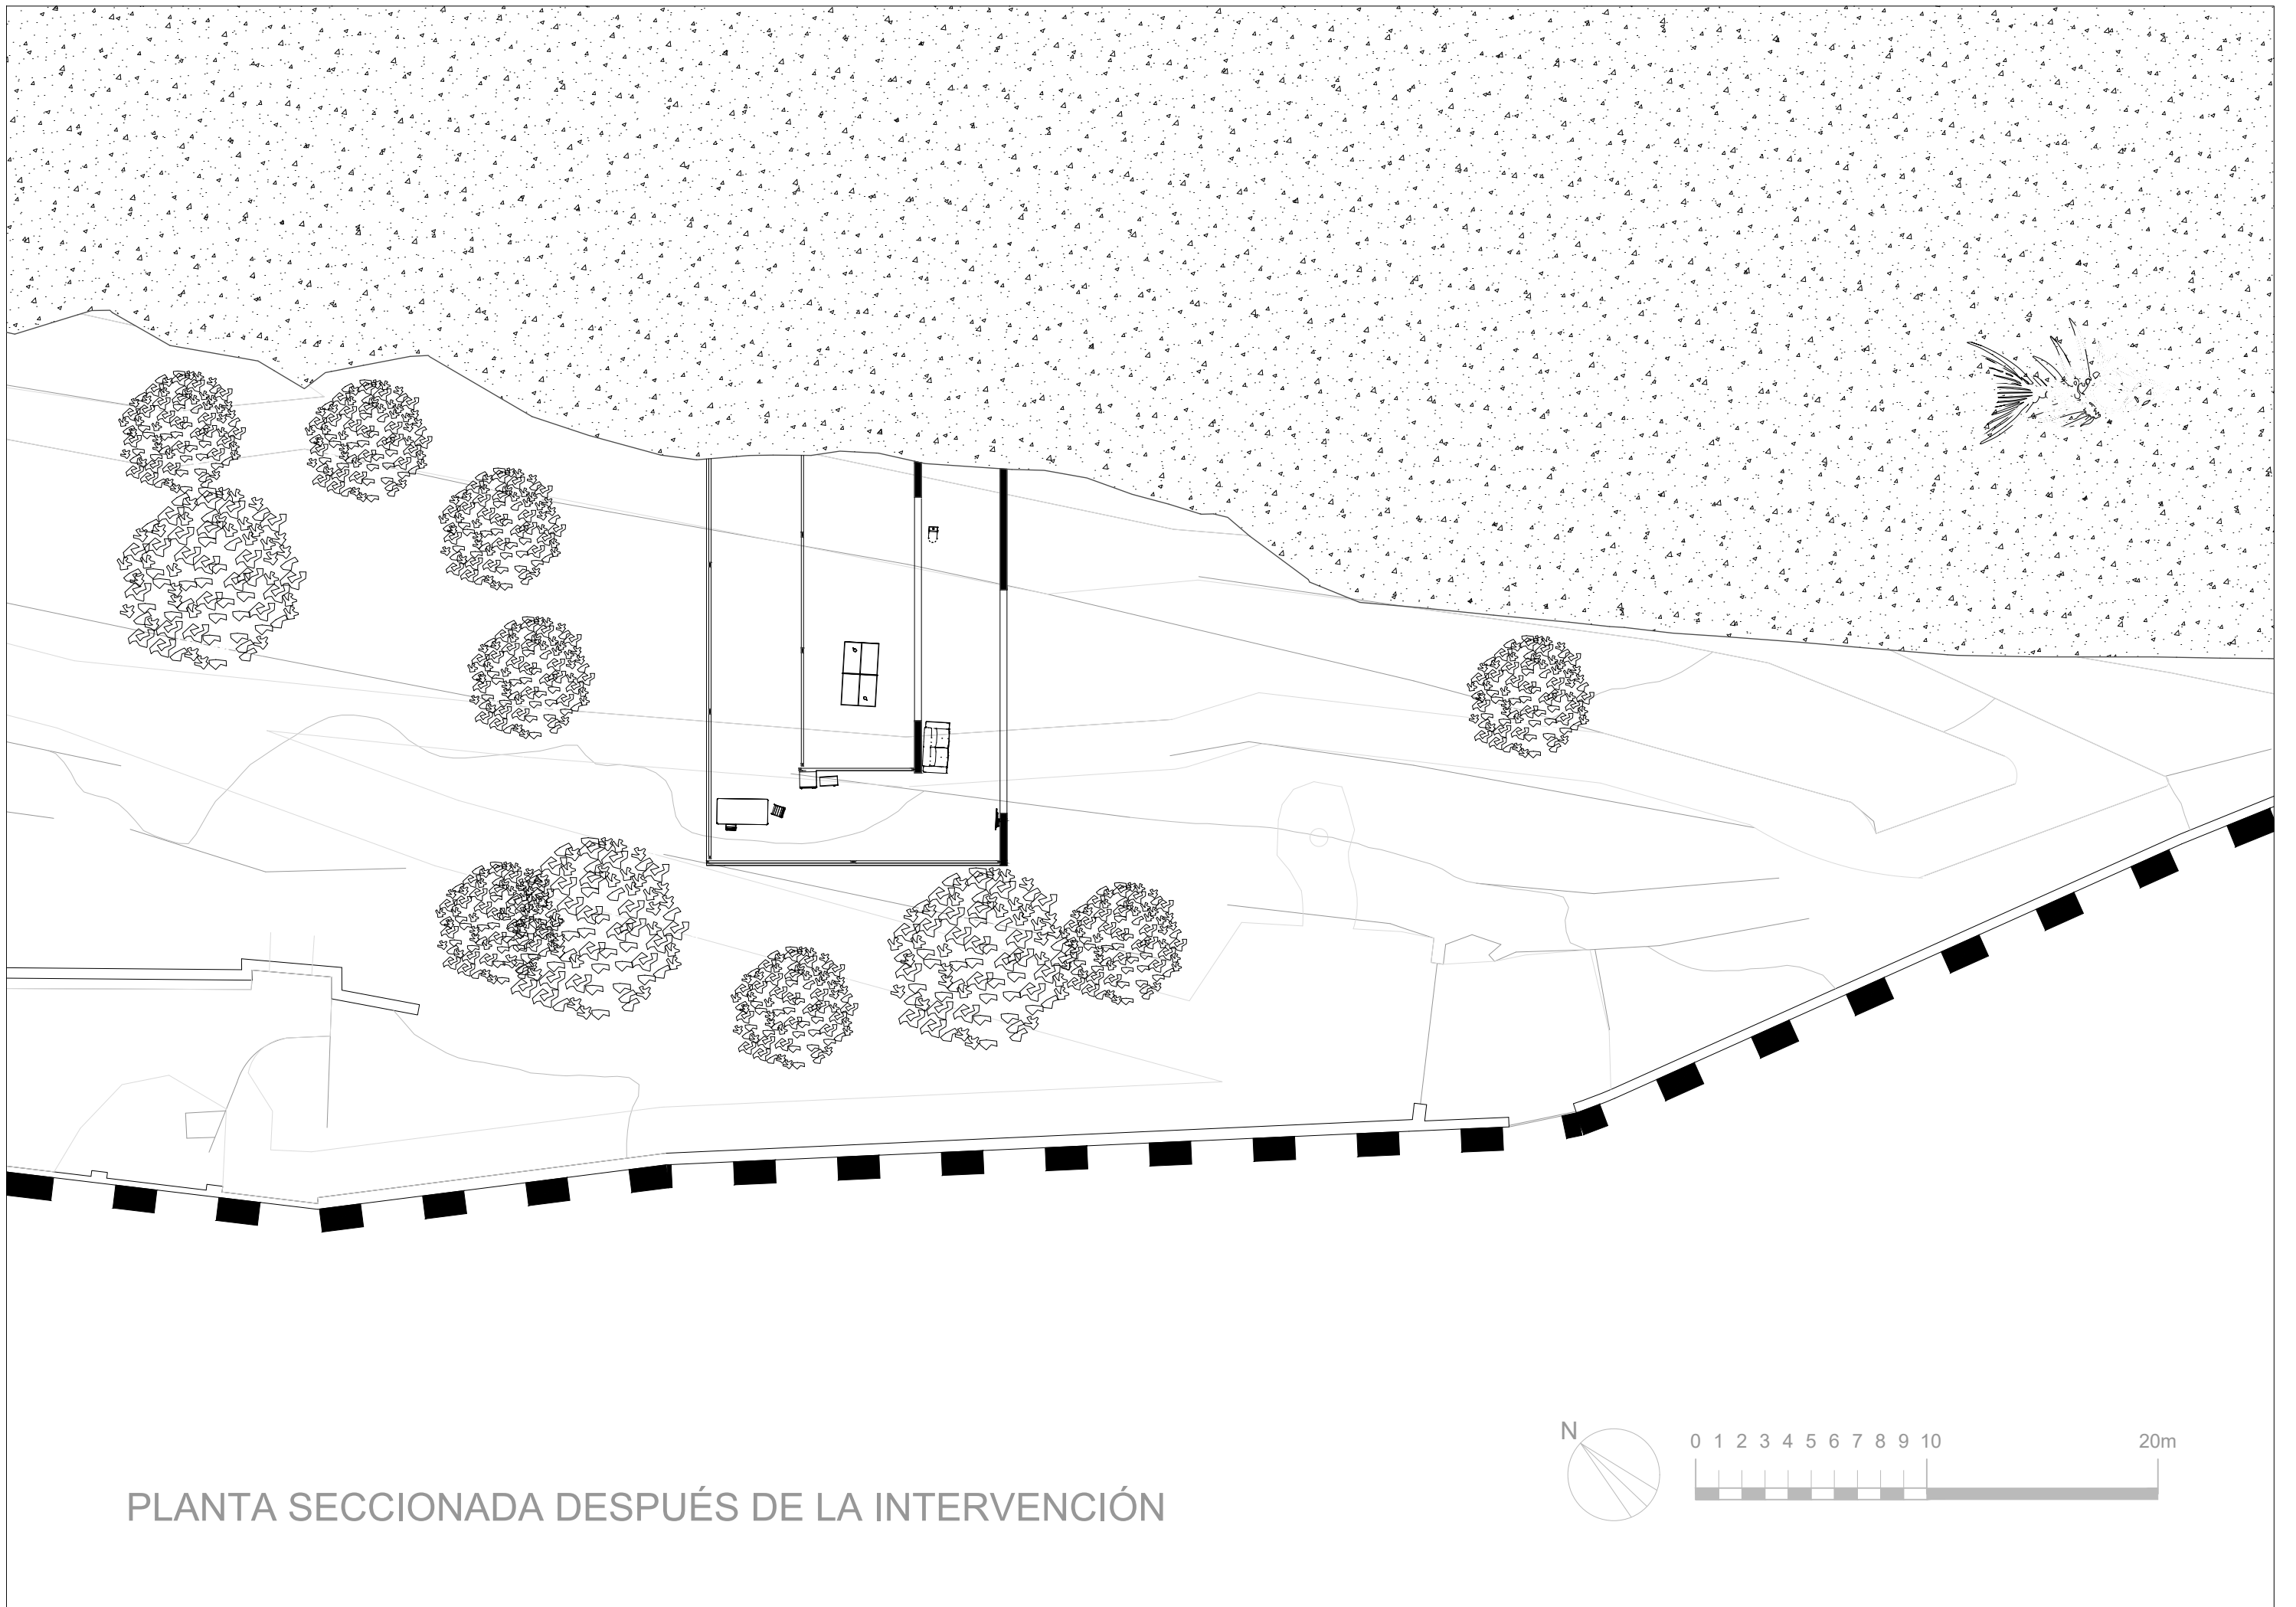 N
0 1 2 3 4 5 6 7 8 9 10 20m
PLANTA SECCIONADA DESPUÉS DE LA INTERVENCIÓN